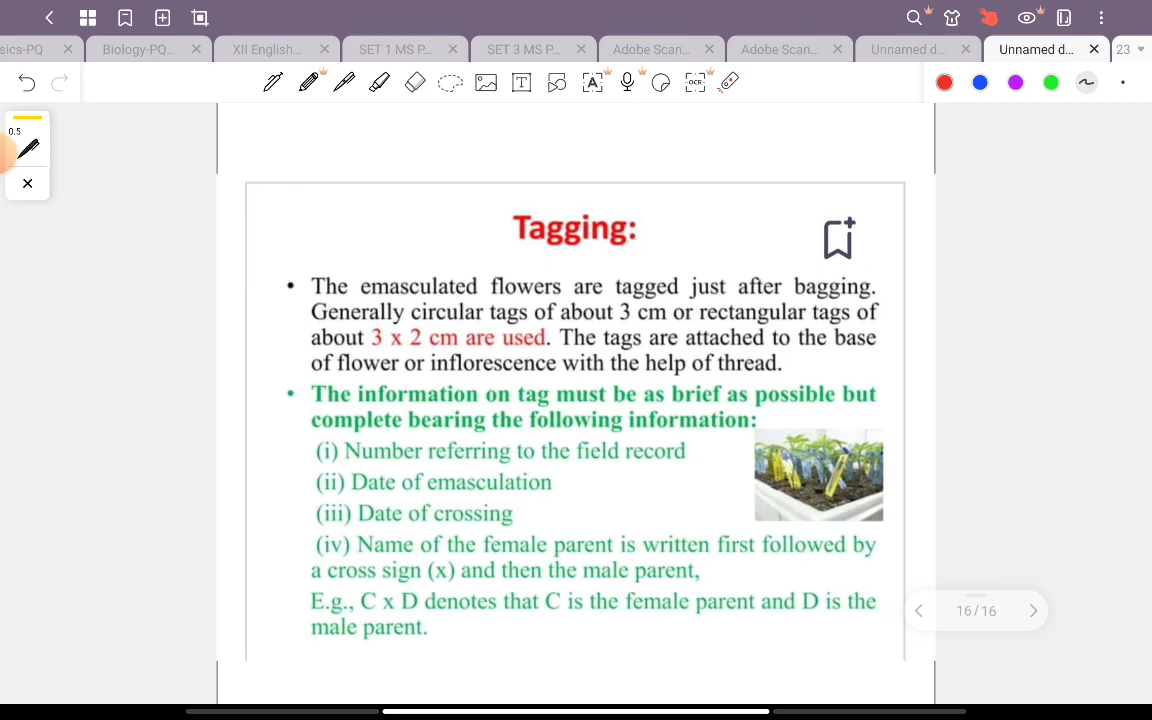 sics-PQ
Biology-PQ...
XII English...
SET 1 MS P...
SET 3 MS P...
Adobe Scan...
Adobe Scan...
Unnamed d...
Unnamed d...
23
T
A
OCR
0.5
Tagging:
• The emasculated flowers are tagged just after bagging.
Generally circular tags of about 3 cm or rectangular tags of
about 3 x 2 cm are used. The tags are attached to the base
of flower or inflorescence with the help of thread.
• The information on tag must be as brief as possible but
complete bearing the following information:
(i) Number referring to the field record
(ii) Date of emasculation
(iii) Date of crossing
(iv) Name of the female parent is written first followed by
a cross sign (x) and then the male parent,
E.g., C x D denotes that C is the female parent and D is the
male parent.
16/16